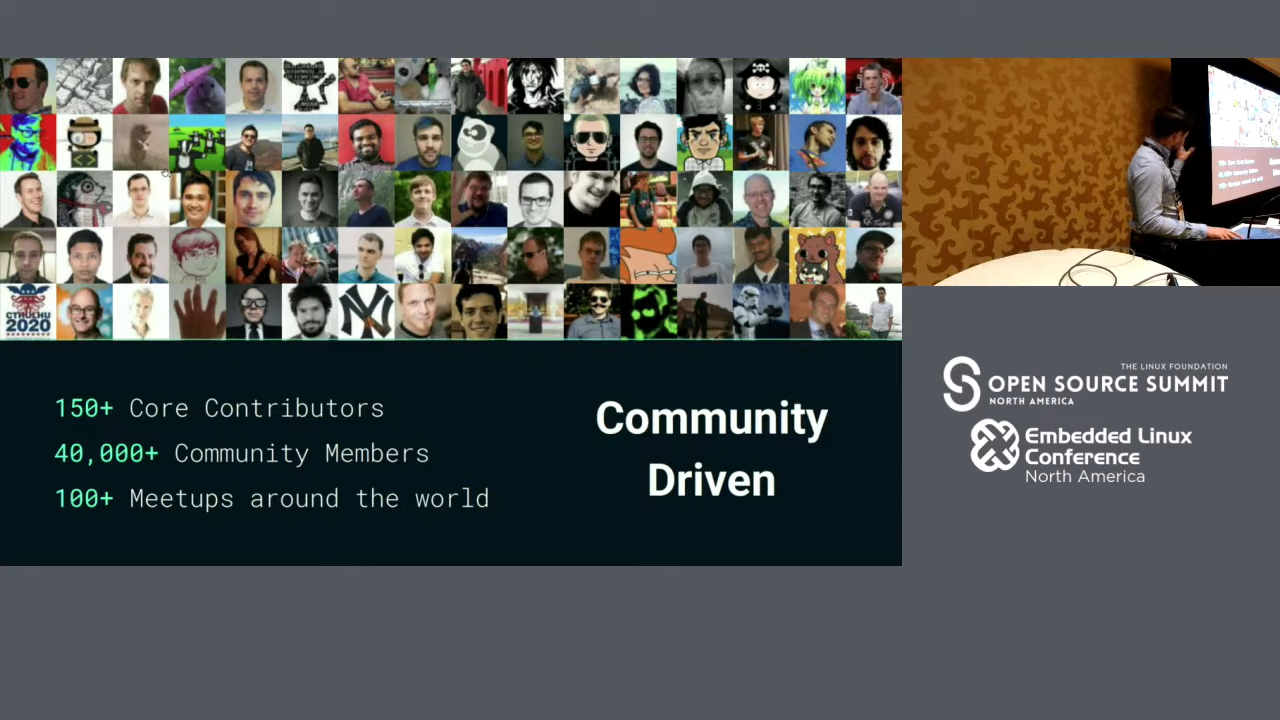 CTHULHU
2020
150+ Core Contributors
40,000+ Community Members
100+ Meetups around the world
Community
Driven
THE LINUX FOUNDATION
OPEN SOURCE SUMMIT
NORTH AMERICA
Embedded Linux
Conference
North America